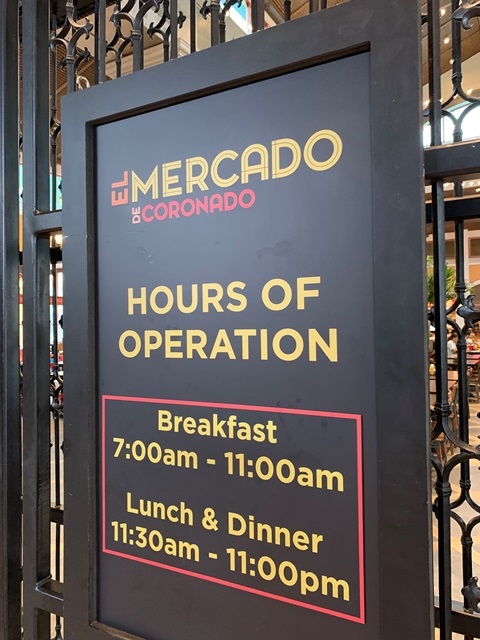 EL MERCADO
DE CORONADO
HOURS OF
OPERATION
Breakfast
7:00am - 11:00am
Lunch & Dinner
11:30am - 11:00pm